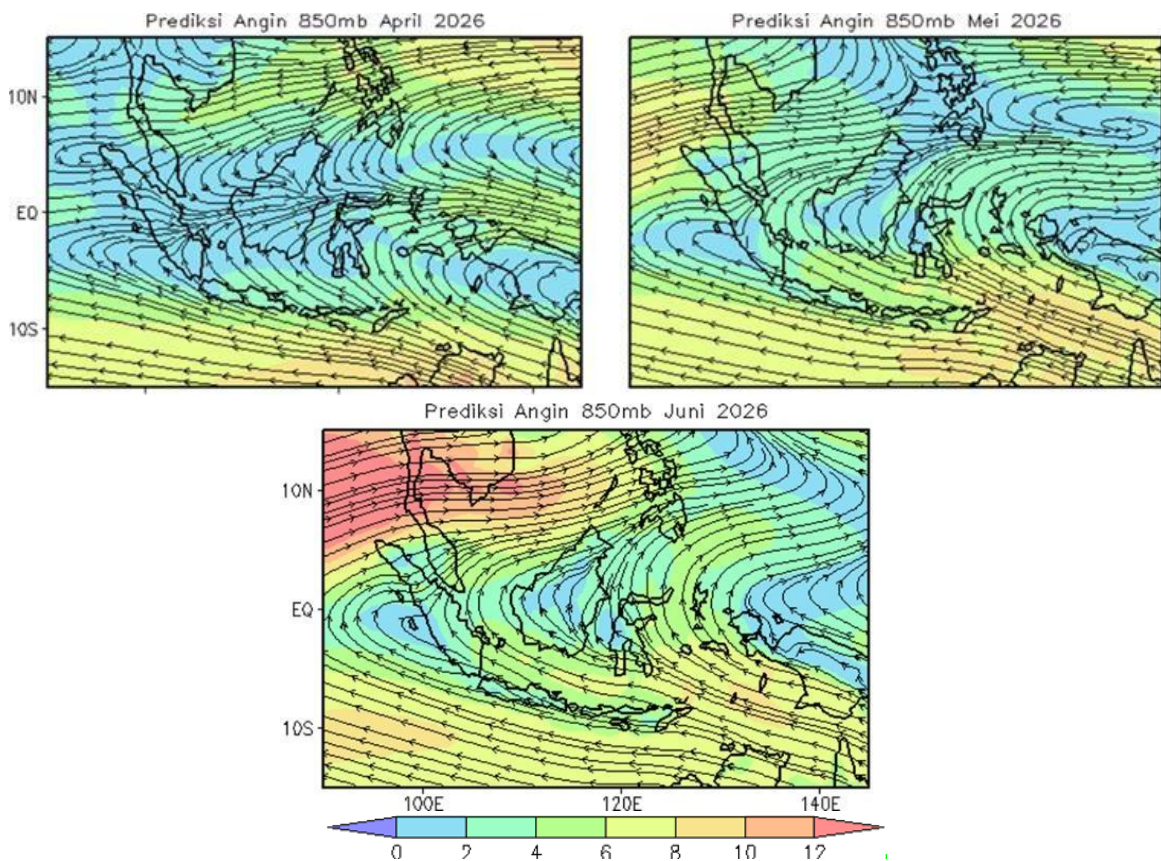 Prediksi Angin 850mb April 2026
Prediksi Angin 850mb Mei 2026
10N
EQ
10S
Prediksi Angin 850mb Juni 2026
10N
EQ
10S
100E 120E 140E
0 2 4 6 8 10 12